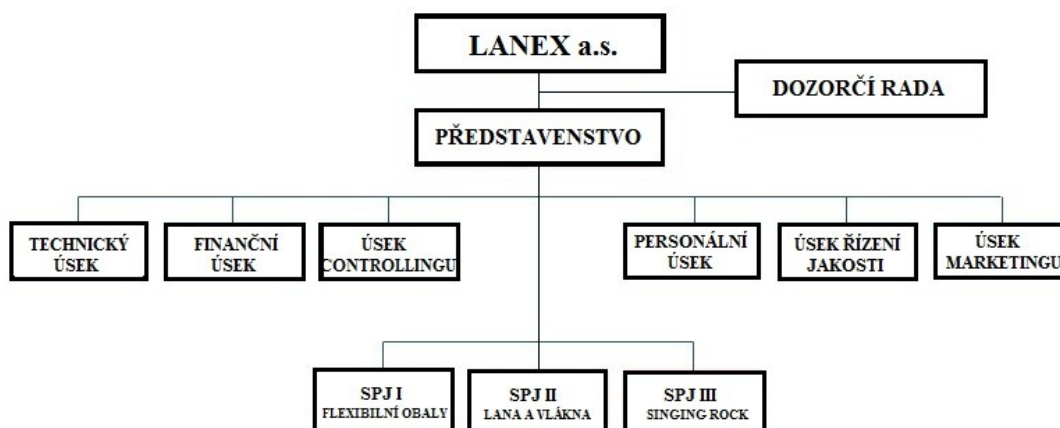 LANEX a.s.
DOZORČÍ RADA
PŘEDSTAVENSTVO
TECHNICKÝ
ÚSEK
FINANČNÍ
ÚSEK
ÚSEK
CONTROLLINGU
PERSONÁLNÍ
ÚSEK
ÚSEK ŘÍZENÍ
JAKOSTI
ÚSEK
MARKETINGU
SPJ I
FLEXIBILNÍ OBALY
SPJ II
LANA A VLÁKNA
SPJ III
SINGING ROCK